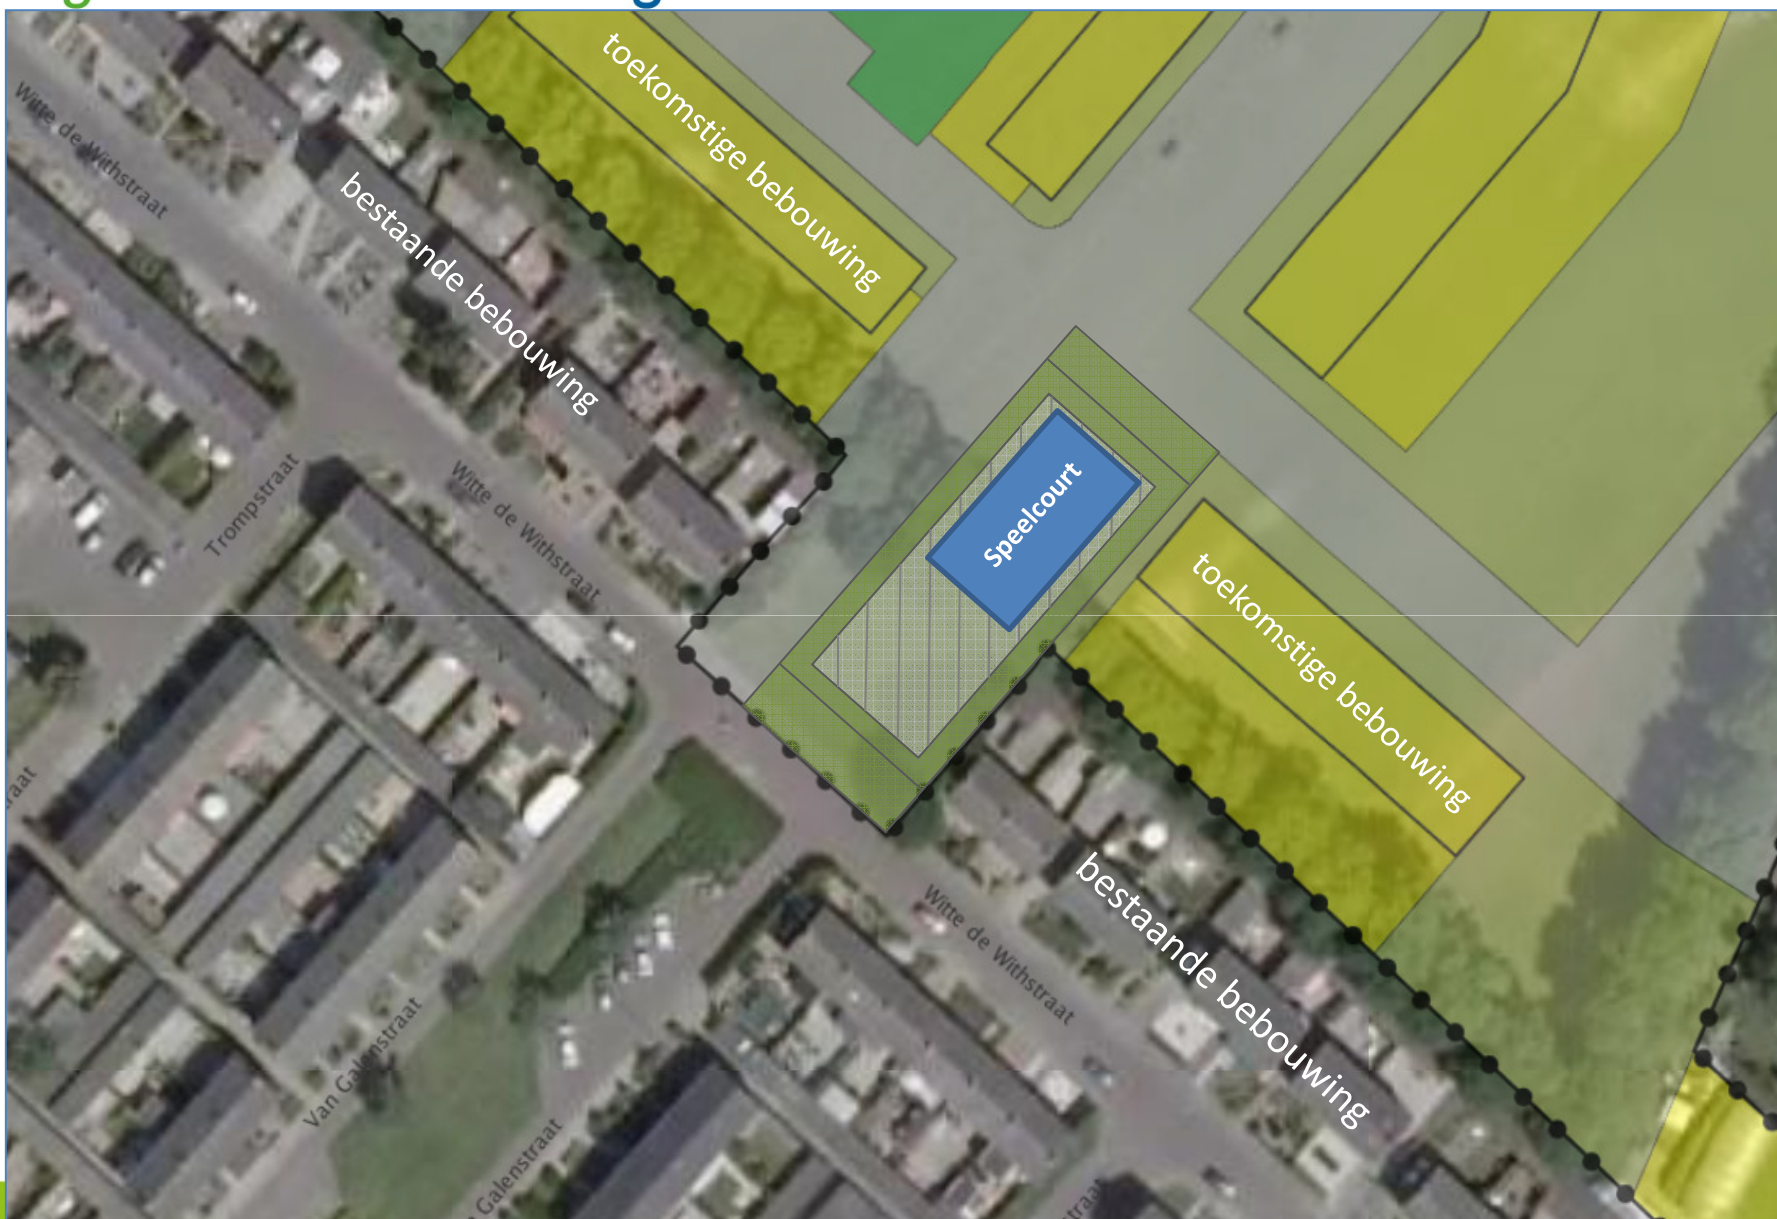 toekomstige bebouwing
Witte de Withstraat
bestaande bebouwing
Speelcourt
Trompstraat
Witte de Withstraat
toekomstige bebouwing
bestaande bebouwing
Witte de Withstraat
Van Galenstraat
Galenstraat